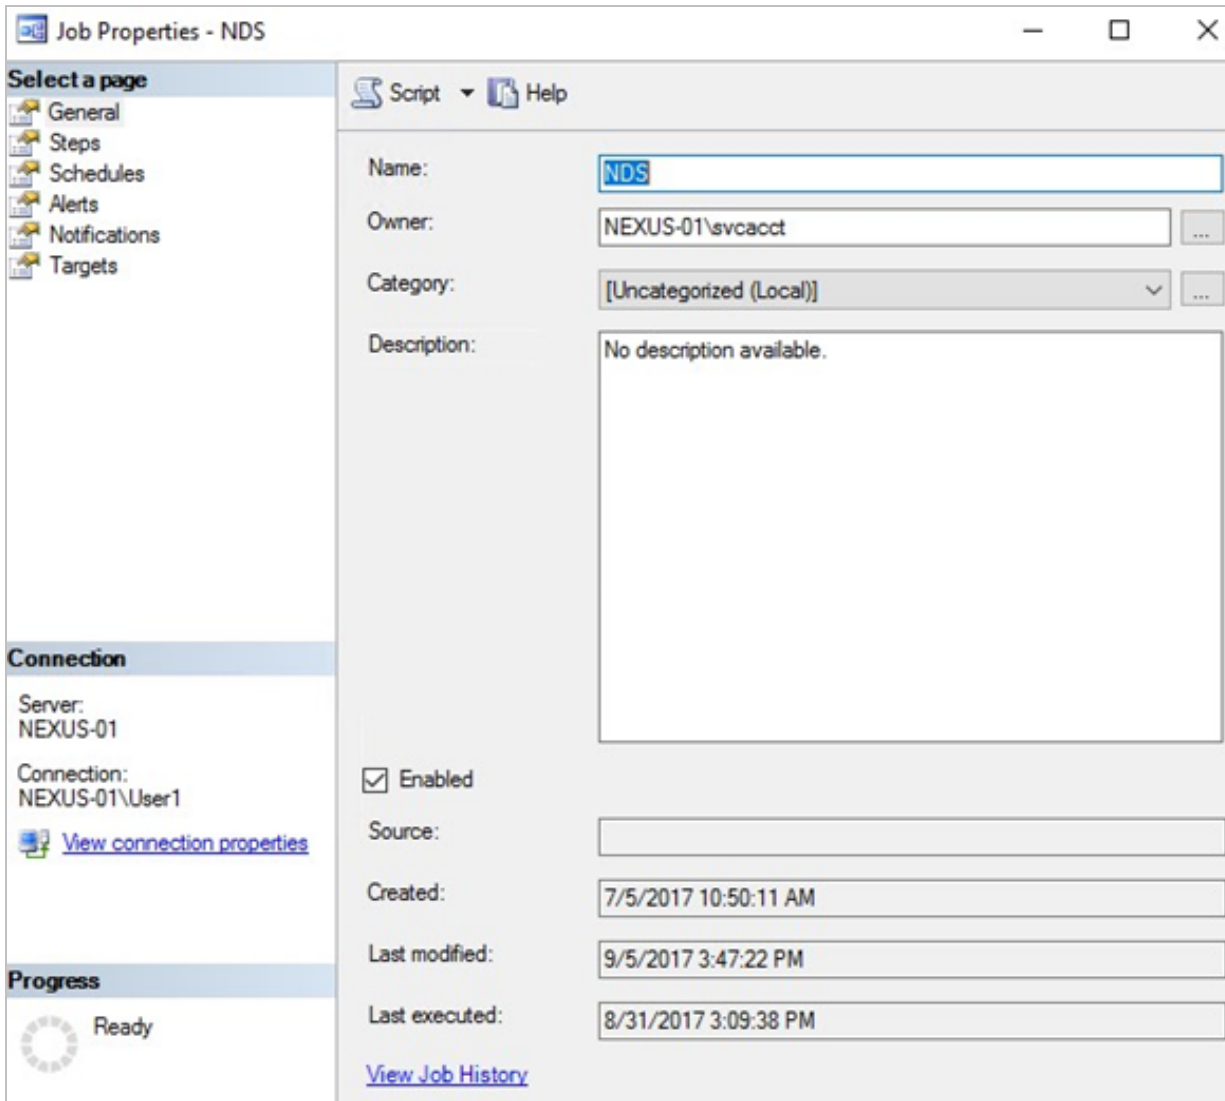 Job Properties - NDS
Select a page
General
Steps
Schedules
Alerts
Notifications
Targets
Script
Help
Name:
NDS
Owner:
NEXUS-01\svcacct
...
Category:
[Uncategorized (Local)]
...
Description:
No description available.
Connection
Server:
NEXUS-01
Connection:
NEXUS-01\User1
View connection properties
Progress
Ready
Enabled
Source:
Created:
7/5/2017 10:50:11 AM
Last modified:
9/5/2017 3:47:22 PM
Last executed:
8/31/2017 3:09:38 PM
View Job History